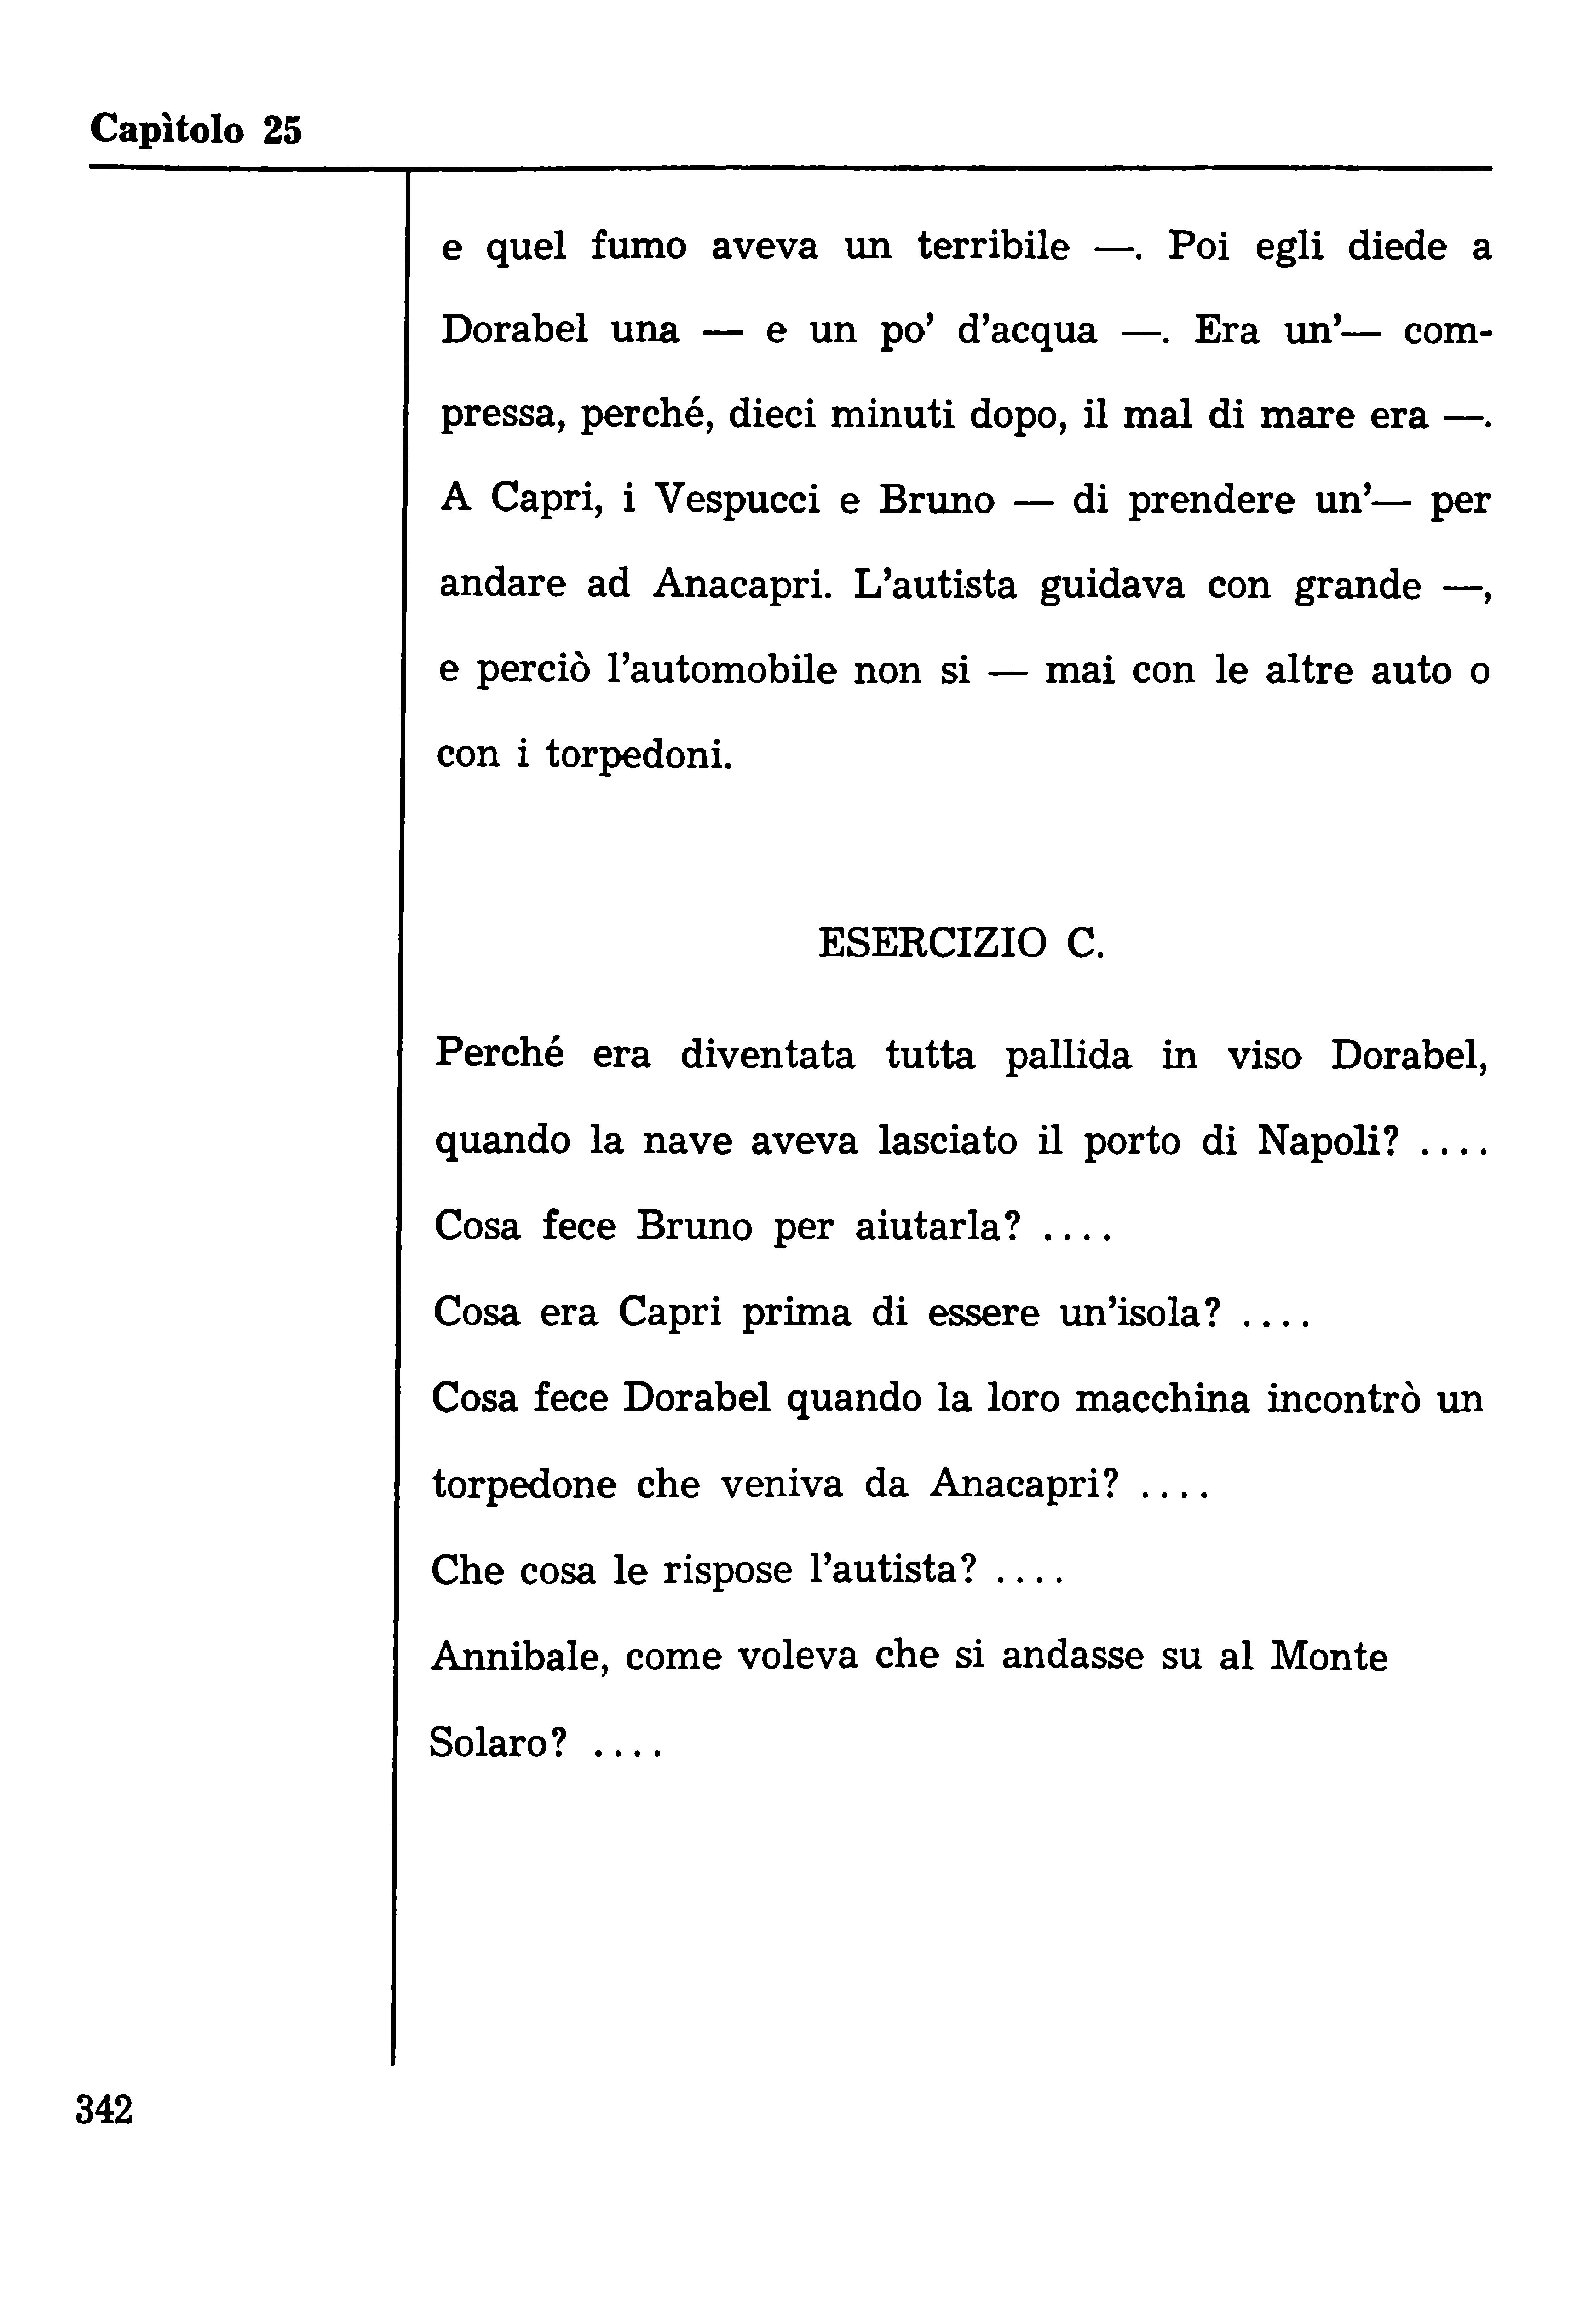 Capìtolo 25
e quel fumo aveva un terribile —. Poi egli diede a
Dorabel una — e un po’ d’acqua —. Era un’— com-
pressa, perché, dieci minuti dopo, il mal di mare era —.
A Capri, i Vespucci e Bruno — di prendere un’— per
andare ad Anacapri. L’autista guidava con grande —,
e perciò l’automobile non si — mai con le altre auto o
con i torpedoni.
ESERCIZIO C.
Perché era diventata tutta pallida in viso Dorabel,
quando la nave aveva lasciato il porto di Napoli? ....
Cosa fece Bruno per aiutarla? ....
Cosa era Capri prima di essere un’isola? ....
Cosa fece Dorabel quando la loro macchina incontrò un
torpedone che veniva da Anacapri? ....
Che cosa le rispose l’autista? ....
Annibale, come voleva che si andasse su al Monte
Solaro? ....
342